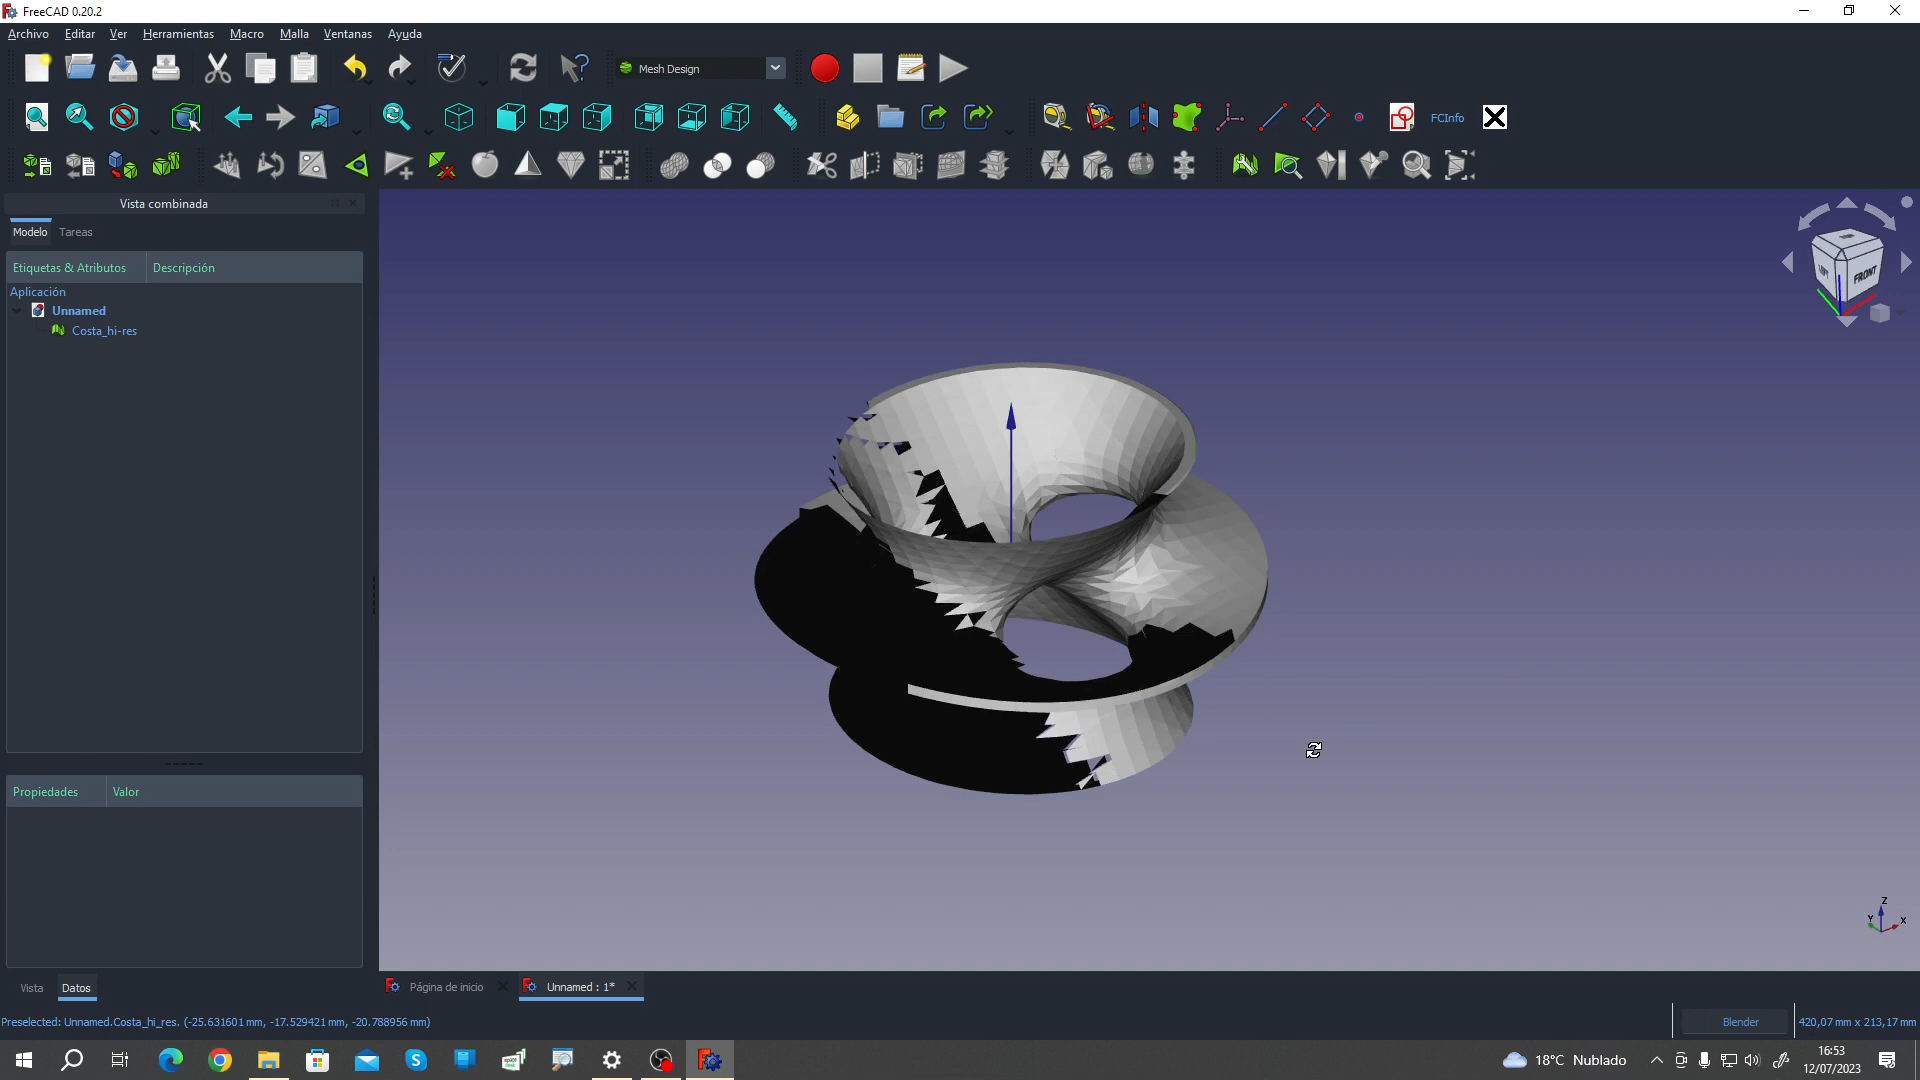 FreeCAD 0.20.2
Archivo Editar Ver Herramientas Macro Malla Ventanas Ayuda
Mesh Design
FCInfo
Vista combinada
Modelo Tareas
Etiquetas & Atributos Descripción
Aplicación
Unnamed
Costa_hi-res
FRONT
Z
Y X
Propiedades Valor
Vista Datos
Página de inicio Unnamed : 1*
Preselected: Unnamed.Costa_hi_res. (-25.631601 mm, -17.529421 mm, -20.788956 mm)
Blender 420,07 mm x 213,17 mm
18°C Nublado
16:53
12/07/2023